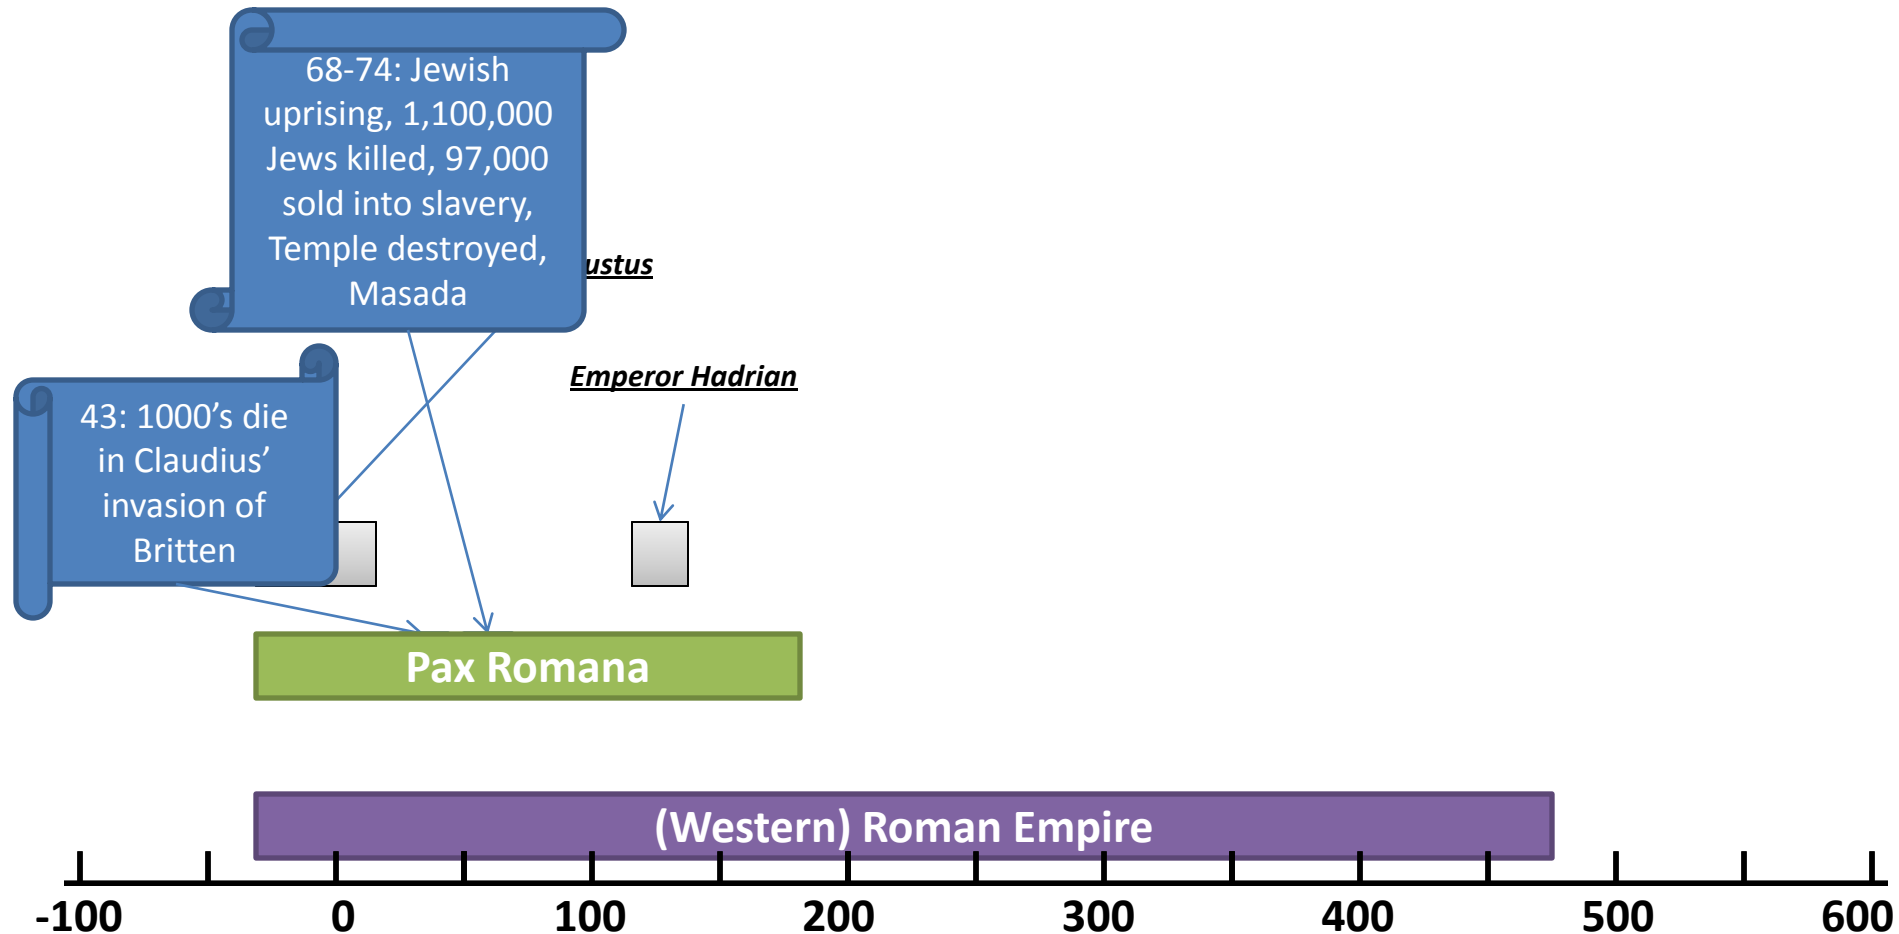 68-74: Jewish
uprising, 1,100,000
Jews killed, 97,000
sold into slavery,
Temple destroyed,
Masada
ustus
Emperor Hadrian
43: 1000’s die
in Claudius’
invasion of
Britten
Pax Romana
(Western) Roman Empire
-100 0 100 200 300 400 500 600